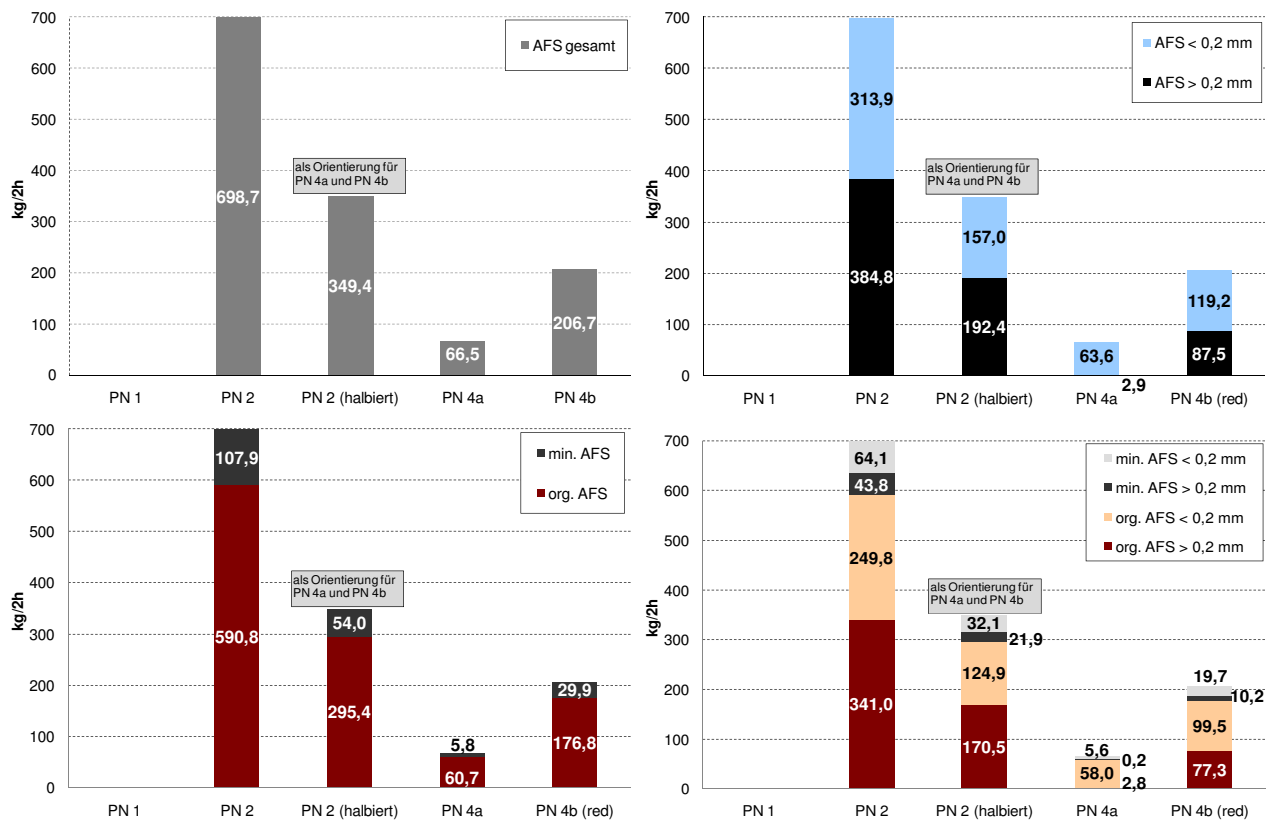 700
600
500
400
300
200
100
0
kg/2h
AFS gesamt
als Orientierung für
PN 4a und PN 4b
698,7
349,4
66,5
206,7
PN 1
PN 2
PN 2 (halbiert)
PN 4a
PN 4b
700
600
500
400
300
200
100
0
kg/2h
AFS < 0,2 mm
AFS > 0,2 mm
als Orientierung für
PN 4a und PN 4b
313,9
384,8
157,0
192,4
63,6
2,9
119,2
87,5
PN 1
PN 2
PN 2 (halbiert)
PN 4a
PN 4b (red)
700
600
500
400
300
200
100
0
kg/2h
min. AFS
org. AFS
als Orientierung für
PN 4a und PN 4b
107,9
590,8
54,0
295,4
5,8
60,7
29,9
176,8
PN 1
PN 2
PN 2 (halbiert)
PN 4a
PN 4b (red)
700
600
500
400
300
200
100
0
kg/2h
min. AFS < 0,2 mm
min. AFS > 0,2 mm
org. AFS < 0,2 mm
org. AFS > 0,2 mm
als Orientierung für
PN 4a und PN 4b
64,1
43,8
249,8
341,0
32,1
21,9
124,9
170,5
5,6
0,2
58,0
2,8
19,7
10,2
99,5
77,3
PN 1
PN 2
PN 2 (halbiert)
PN 4a
PN 4b (red)